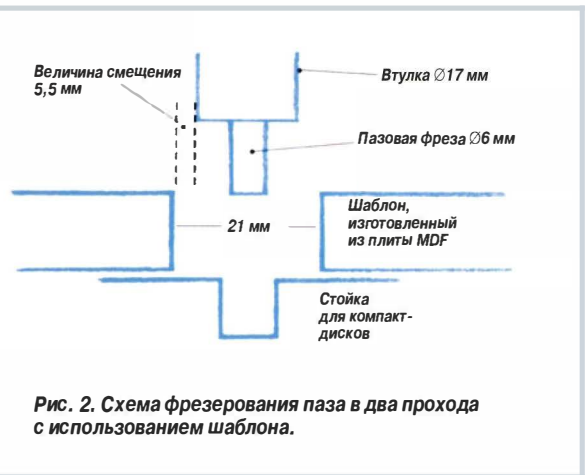 Величина смещения
5,5 мм
Втулка ∅17 мм
Пазовая фреза ∅6 мм
21 мм
Шаблон,
изготовленный
из плиты MDF
Стойка
для компакт-
дисков
Рис. 2. Схема фрезерования паза в два прохода
с использованием шаблона.